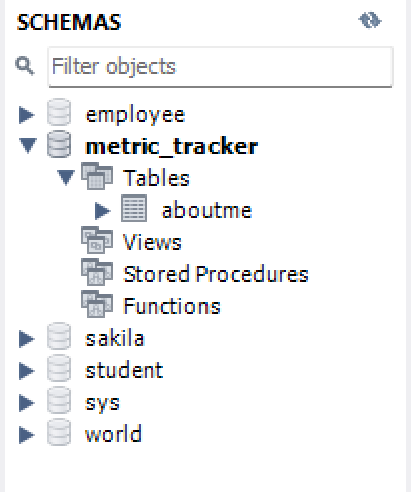 SCHEMAS
Filter objects
employee
metric_tracker
Tables
aboutme
Views
Stored Procedures
Functions
sakila
student
sys
world